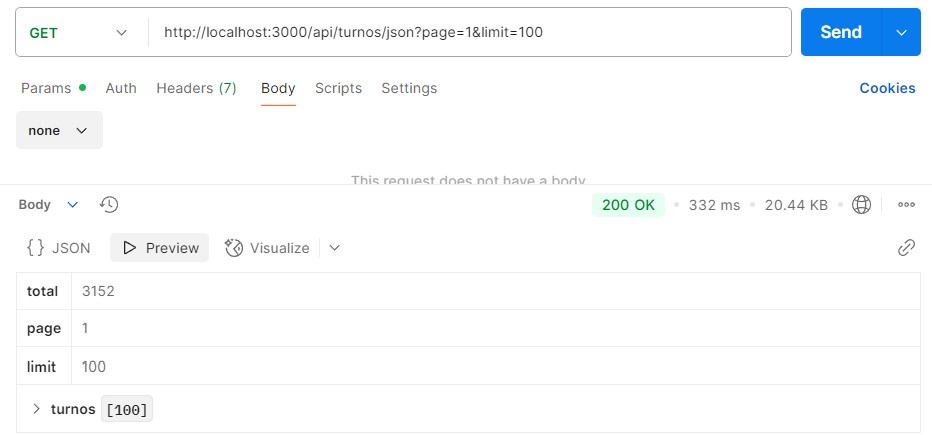 GET http://localhost:3000/api/turnos/json?page=1&limit=100 Send
Params Auth Headers (7) Body Scripts Settings Cookies
none
This request does not have a body
Body 200 OK 332 ms 20.44 KB
{ } JSON Preview Visualize
total 3152
page 1
limit 100
turnos [100]